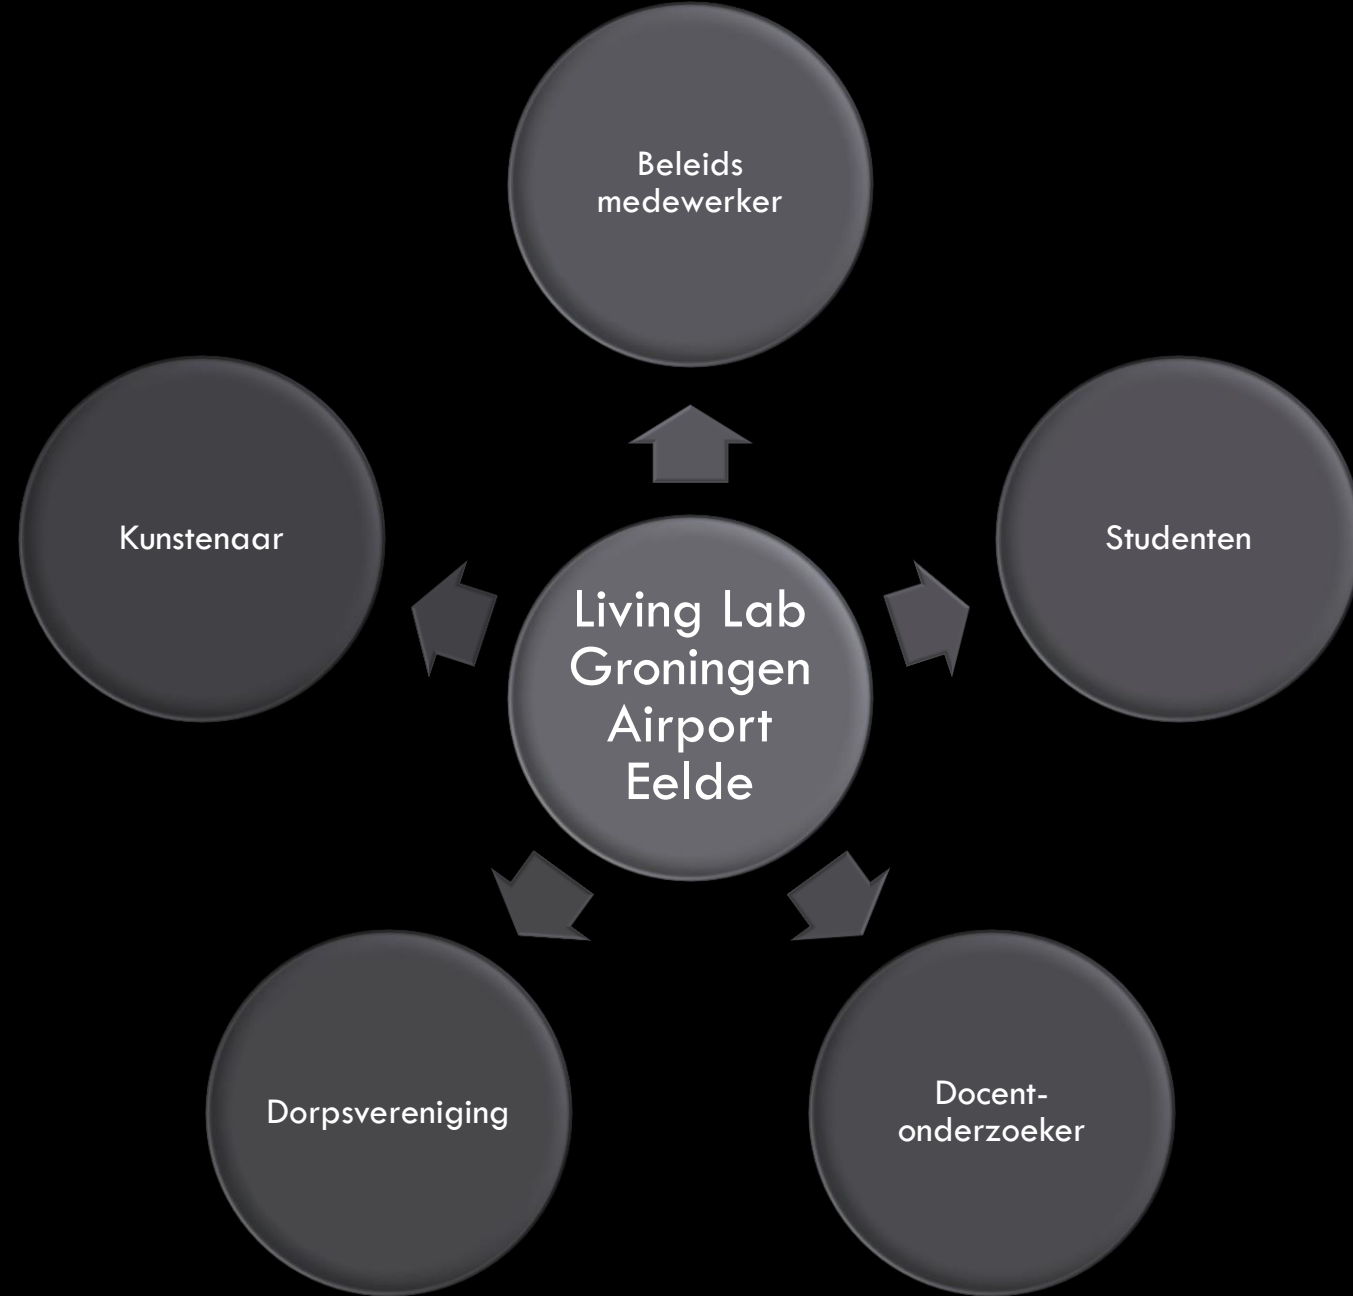 Beleids
medewerker
Kunstenaar
Studenten
Living Lab
Groningen
Airport
Eelde
Dorpsvereniging
Docent-
onderzoeker